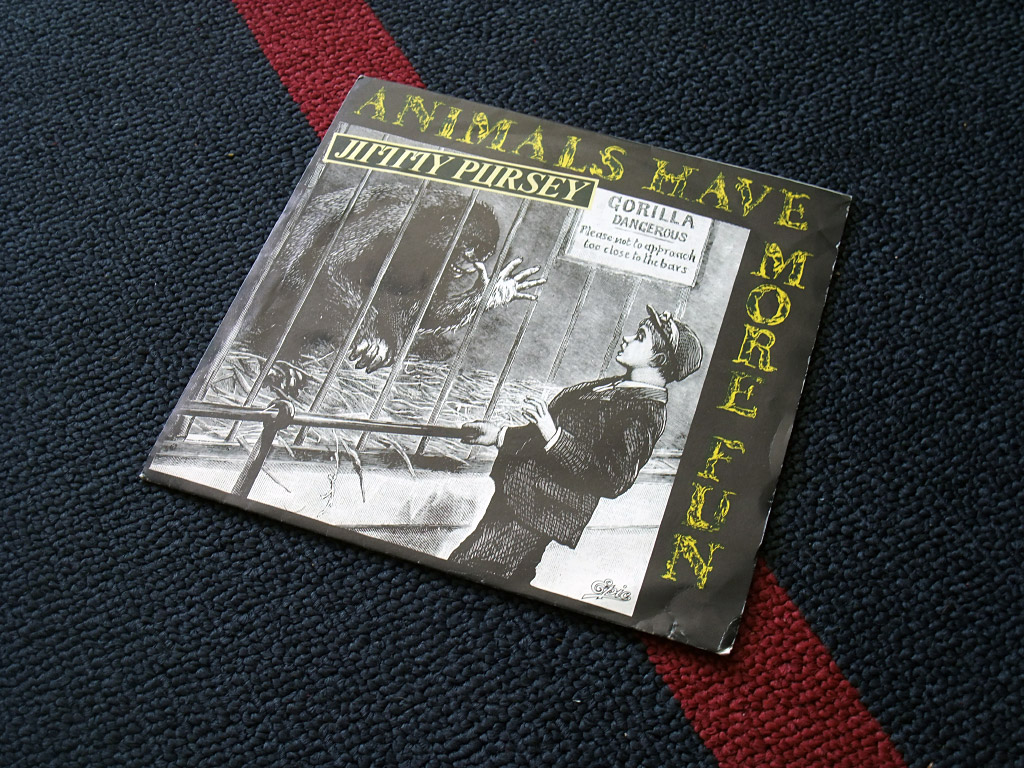 ANIMALS HAVE
MORE FUN
JIMMY PURSEY
GORILLA
DANGEROUS
Please not to approach
too close to the bars
Epic